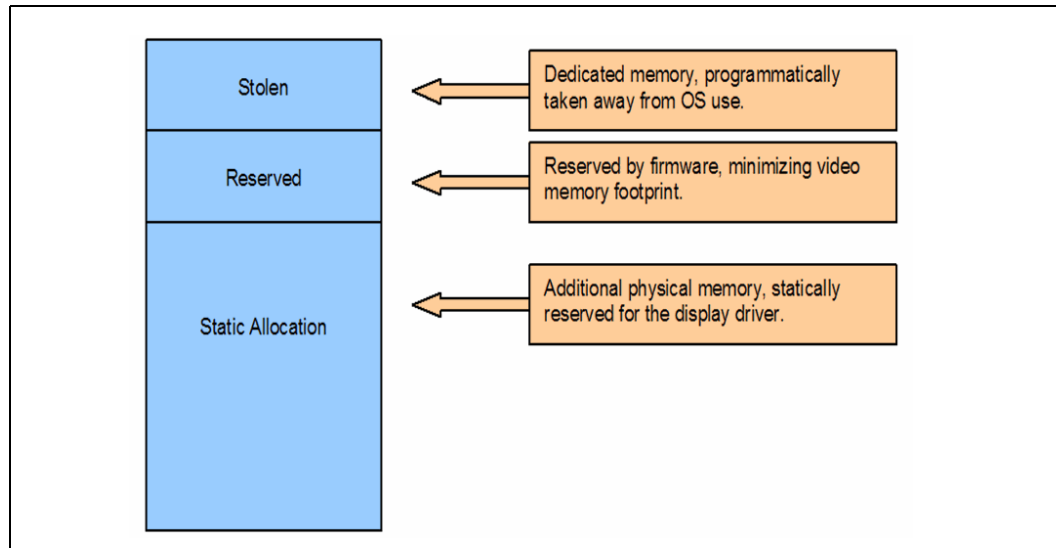 Stolen
Dedicated memory, programmatically
taken away from OS use.
Reserved
Reserved by firmware, minimizing video
memory footprint.
Static Allocation
Additional physical memory, statically
reserved for the display driver.